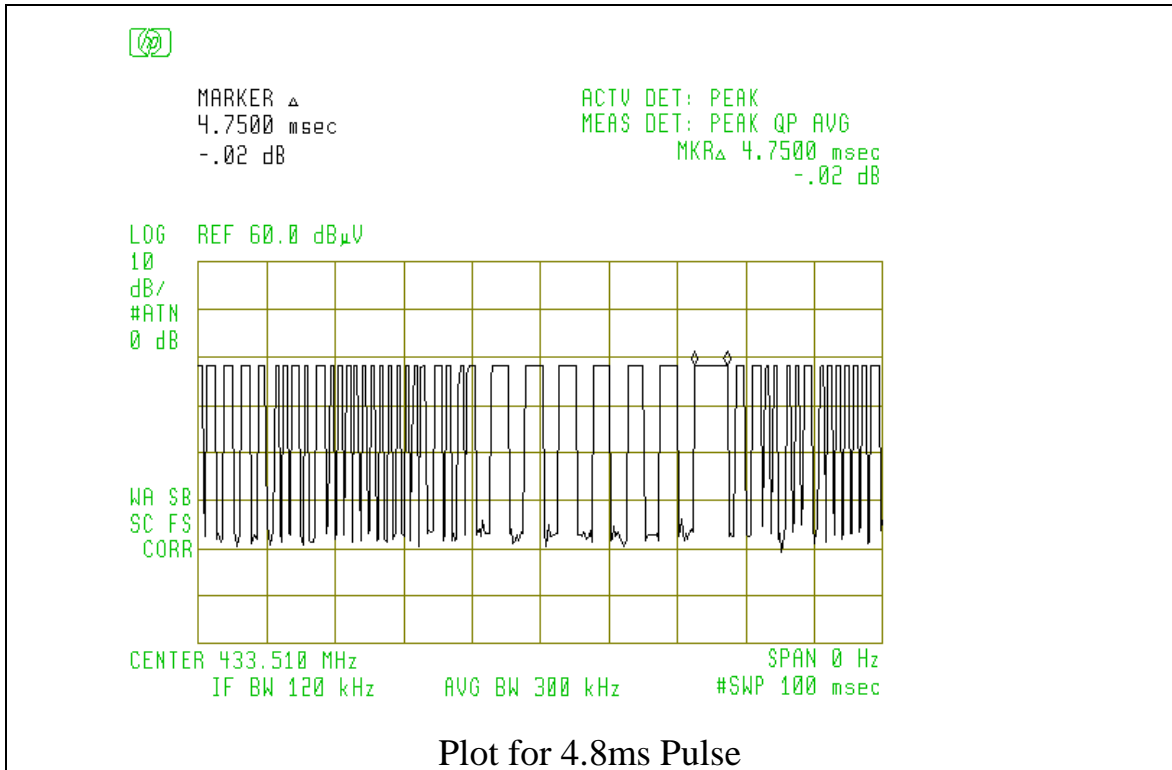 hp
MARKER Δ
4.7500 msec
-.02 dB
ACTV DET: PEAK
MEAS DET: PEAK QP AVG
MKRΔ 4.7500 msec
-.02 dB
LOG REF 60.0 dBµV
10
dB/
#ATN
0 dB
WA SB
SC FS
CORR
CENTER 433.510 MHz SPAN 0 Hz
IF BW 120 kHz AVG BW 300 kHz #SWP 100 msec
Plot for 4.8ms Pulse